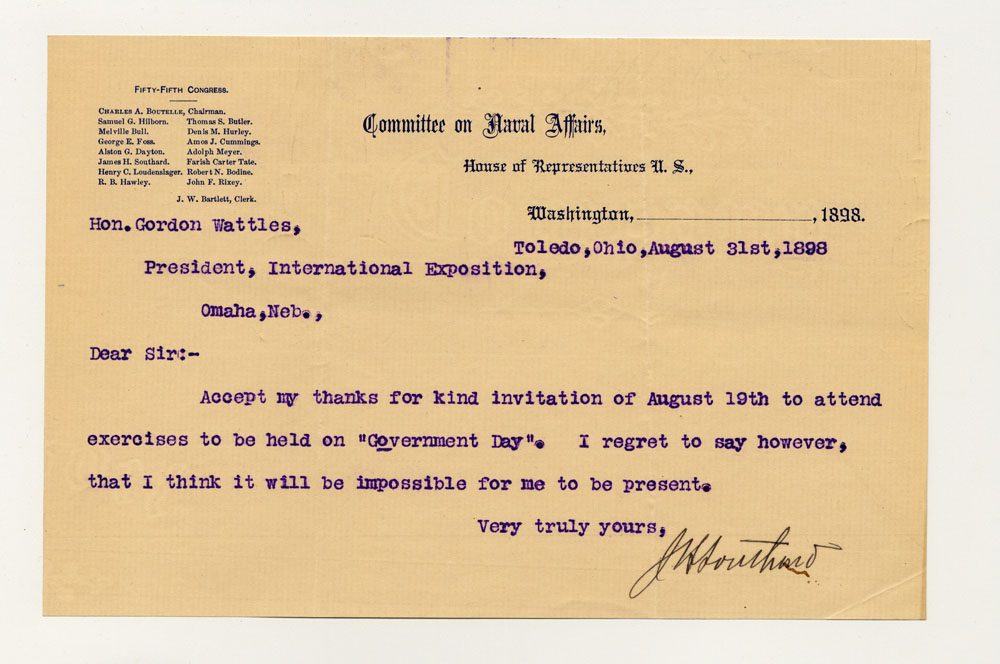 FIFTY-FIFTH CONGRESS.
CHARLES A. BOUTELLE, Chairman.
Samuel G. Hilborn. Thomas S. Butler.
Melville Bull. Denis M. Hurley.
George E. Foss. Amos J. Cummings.
Alston G. Dayton. Adolph Meyer.
James H. Southard. Farish Carter Tate.
Henry C. Loudenslager. Robert N. Bodine.
R. B. Hawley. John F. Rixey.
J. W. Bartlett, Clerk.
Committee on Naval Affairs,
House of Representatives U. S.,
Washington, , 1898.
Toledo,Ohio,August 31st,1898
Hon.Gordon Wattles,
President, International Exposition,
Omaha,Neb.,
Dear Sir:-
Accept my thanks for kind invitation of August 19th to attend
exercises to be held on "Government Day". I regret to say however,
that I think it will be impossible for me to be present.
Very truly yours,
J H Southard